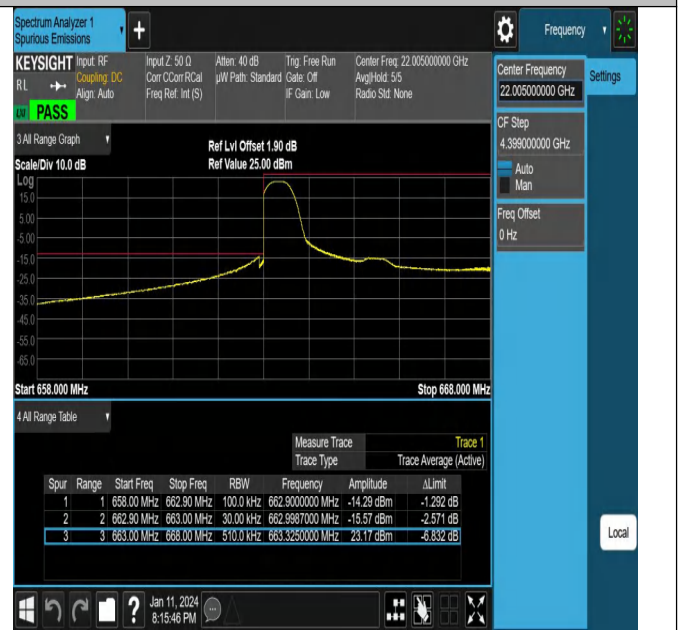 Spectrum Analyzer 1
Spurious Emissions
+
Frequency
KEYSIGHT Input: RF Input Z: 50 Ω Atten: 40 dB Trig: Free Run Center Freq: 22.005000000 GHz
RL Coupling: DC Corr CCorr RCal µW Path: Standard Gate: Off Avg|Hold: 5/5
Align: Auto Freq Ref: Int (S) IF Gain: Low Radio Std: None
LXI PASS
Center Frequency
22.005000000 GHz
Settings
CF Step
4.399000000 GHz
Auto
Man
Freq Offset
0 Hz
3 All Range Graph
Ref Lvl Offset 1.90 dB
Scale/Div 10.0 dB Ref Value 25.00 dBm
Log
15.0
5.00
-5.00
-15.0
-25.0
-35.0
-45.0
-55.0
-65.0
Start 658.000 MHz Stop 668.000 MHz
4 All Range Table
Measure Trace Trace 1
Trace Type Trace Average (Active)
Spur Range Start Freq Stop Freq RBW Frequency Amplitude ΔLimit
1 1 658.00 MHz 662.90 MHz 100.0 kHz 662.9000000 MHz -14.29 dBm -1.292 dB
2 2 662.90 MHz 663.00 MHz 30.00 kHz 662.9987000 MHz -15.57 dBm -2.571 dB
3 3 663.00 MHz 668.00 MHz 510.0 kHz 663.3250000 MHz 23.17 dBm -6.832 dB
Local
? Jan 11, 2024
8:15:46 PM